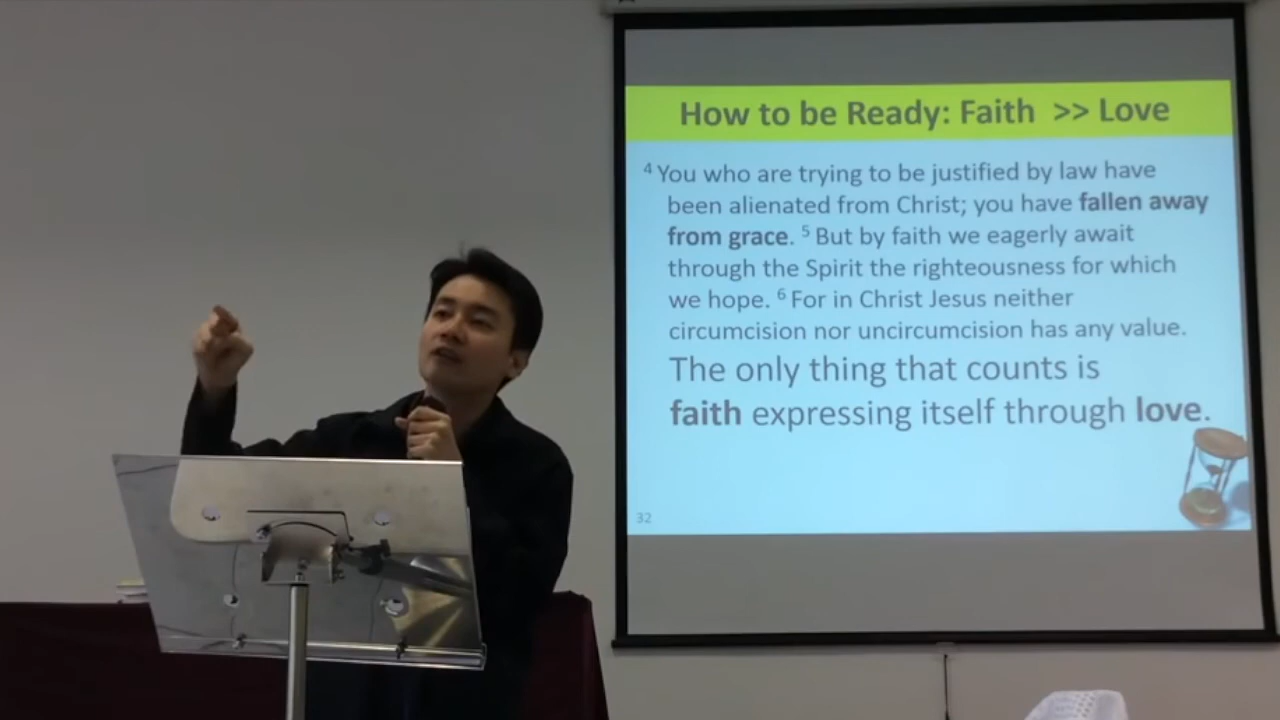 How to be Ready: Faith >> Love
⁴ You who are trying to be justified by law have
been alienated from Christ; you have fallen away
from grace. ⁵ But by faith we eagerly await
through the Spirit the righteousness for which
we hope. ⁶ For in Christ Jesus neither
circumcision nor uncircumcision has any value.
The only thing that counts is
faith expressing itself through love.
32